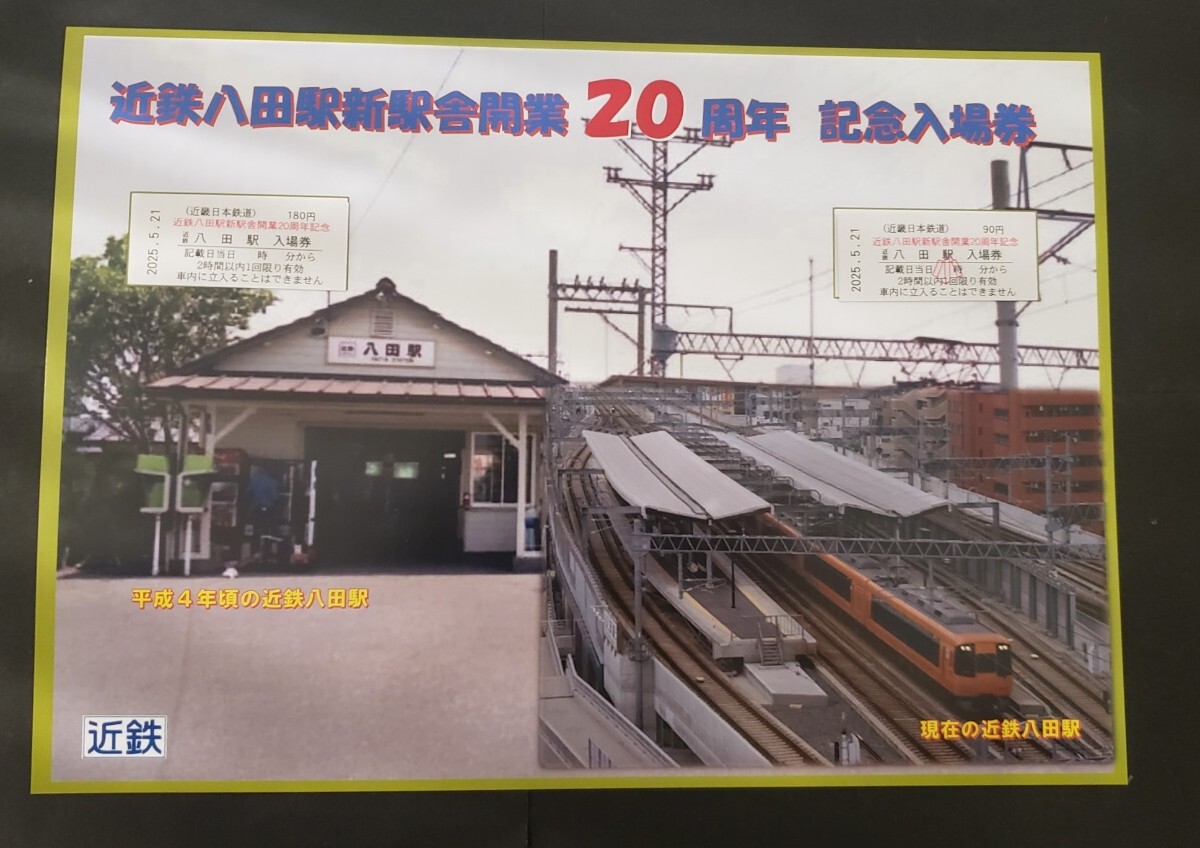 近鉄八田駅新駅舎開業20周年 記念入場券
2025.5.21
(近畿日本鉄道) 180円
近鉄八田駅新駅舎開業20周年記念
近鉄 八田駅 入場券
記載日当日 時 分から
2時間以内1回限り有効
車内に立入ることはできません
2025.5.21
(近畿日本鉄道) 90円
近鉄八田駅新駅舎開業20周年記念
近鉄 八田駅 入場券
記載日当日 時 分から
2時間以内1回限り有効
車内に立入ることはできません
小
近鉄 八田駅
平成4年頃の近鉄八田駅
近鉄
現在の近鉄八田駅